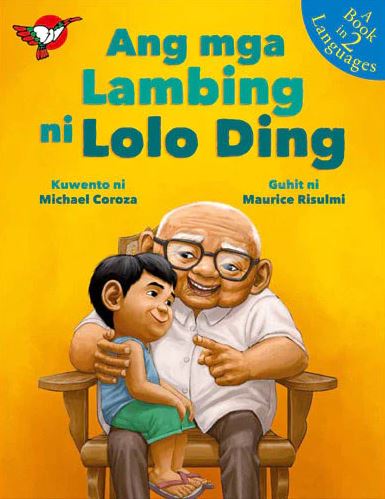 A
Book
in 2
Languages
Ang mga
Lambing
ni Lolo Ding
Kuwento ni
Michael Coroza
Guhit ni
Maurice Risulmi